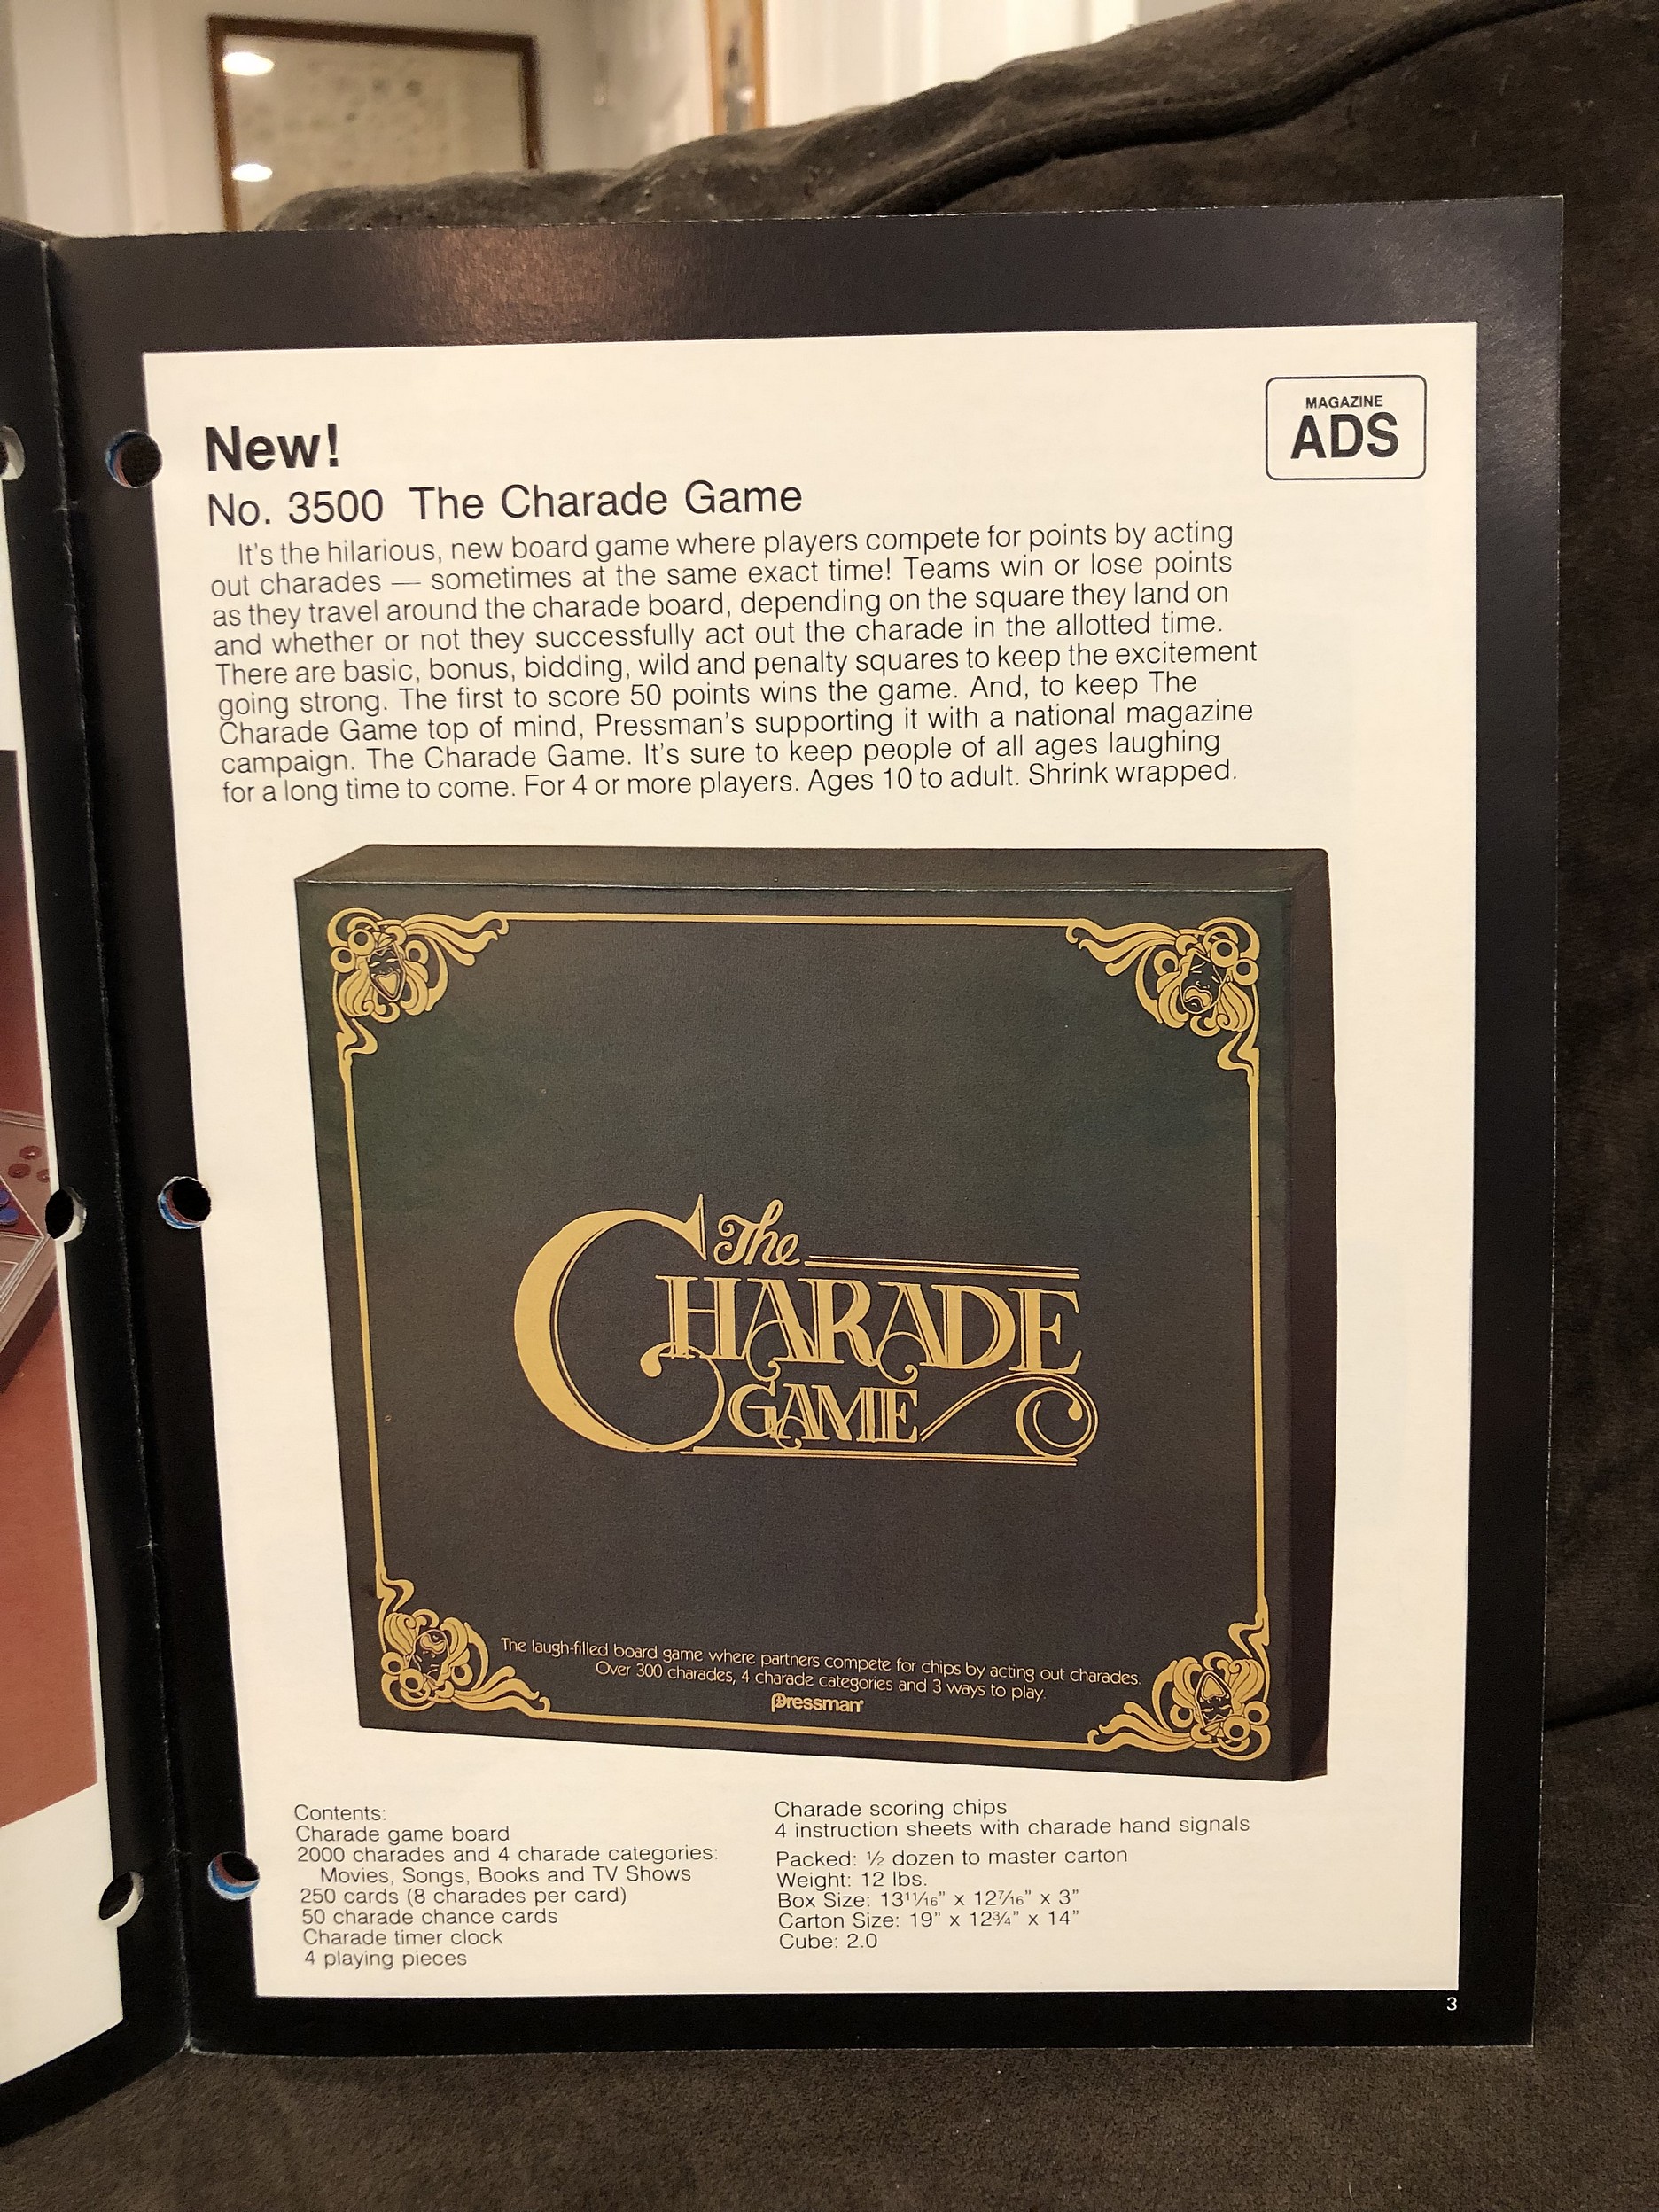 MAGAZINE
ADS
New!
No. 3500 The Charade Game
It's the hilarious, new board game where players compete for points by acting
out charades — sometimes at the same exact time! Teams win or lose points
as they travel around the charade board, depending on the square they land on
and whether or not they successfully act out the charade in the allotted time.
There are basic, bonus, bidding, wild and penalty squares to keep the excitement
going strong. The first to score 50 points wins the game. And, to keep The
Charade Game top of mind, Pressman's supporting it with a national magazine
campaign. The Charade Game. It's sure to keep people of all ages laughing
for a long time to come. For 4 or more players. Ages 10 to adult. Shrink wrapped.
The
CHARADE
GAME
The laugh-filled board game where partners compete for chips by acting out charades.
Over 300 charades, 4 charade categories and 3 ways to play.
Pressman®
Contents:
Charade game board
2000 charades and 4 charade categories:
Movies, Songs, Books and TV Shows
250 cards (8 charades per card)
50 charade chance cards
Charade timer clock
4 playing pieces
Charade scoring chips
4 instruction sheets with charade hand signals
Packed: ½ dozen to master carton
Weight: 12 lbs.
Box Size: 13¹¹/₁₆" x 12⁷/₁₆" x 3"
Carton Size: 19" x 12¾" x 14"
Cube: 2.0
3